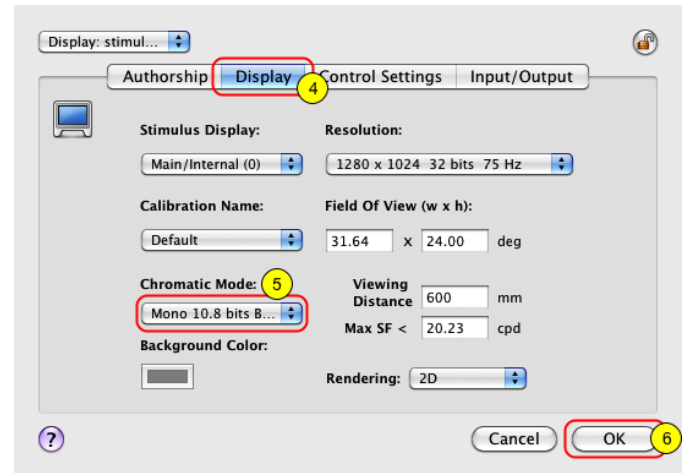 Display: stimul...
Authorship Display Control Settings Input/Output
4
Stimulus Display: Resolution:
Main/Internal (0) 1280 x 1024 32 bits 75 Hz
Calibration Name: Field Of View (w x h):
Default 31.64 x 24.00 deg
Chromatic Mode: 5 Viewing
Distance 600 mm
Mono 10.8 bits B...
Max SF < 20.23 cpd
Background Color:
Rendering: 2D
? Cancel OK 6